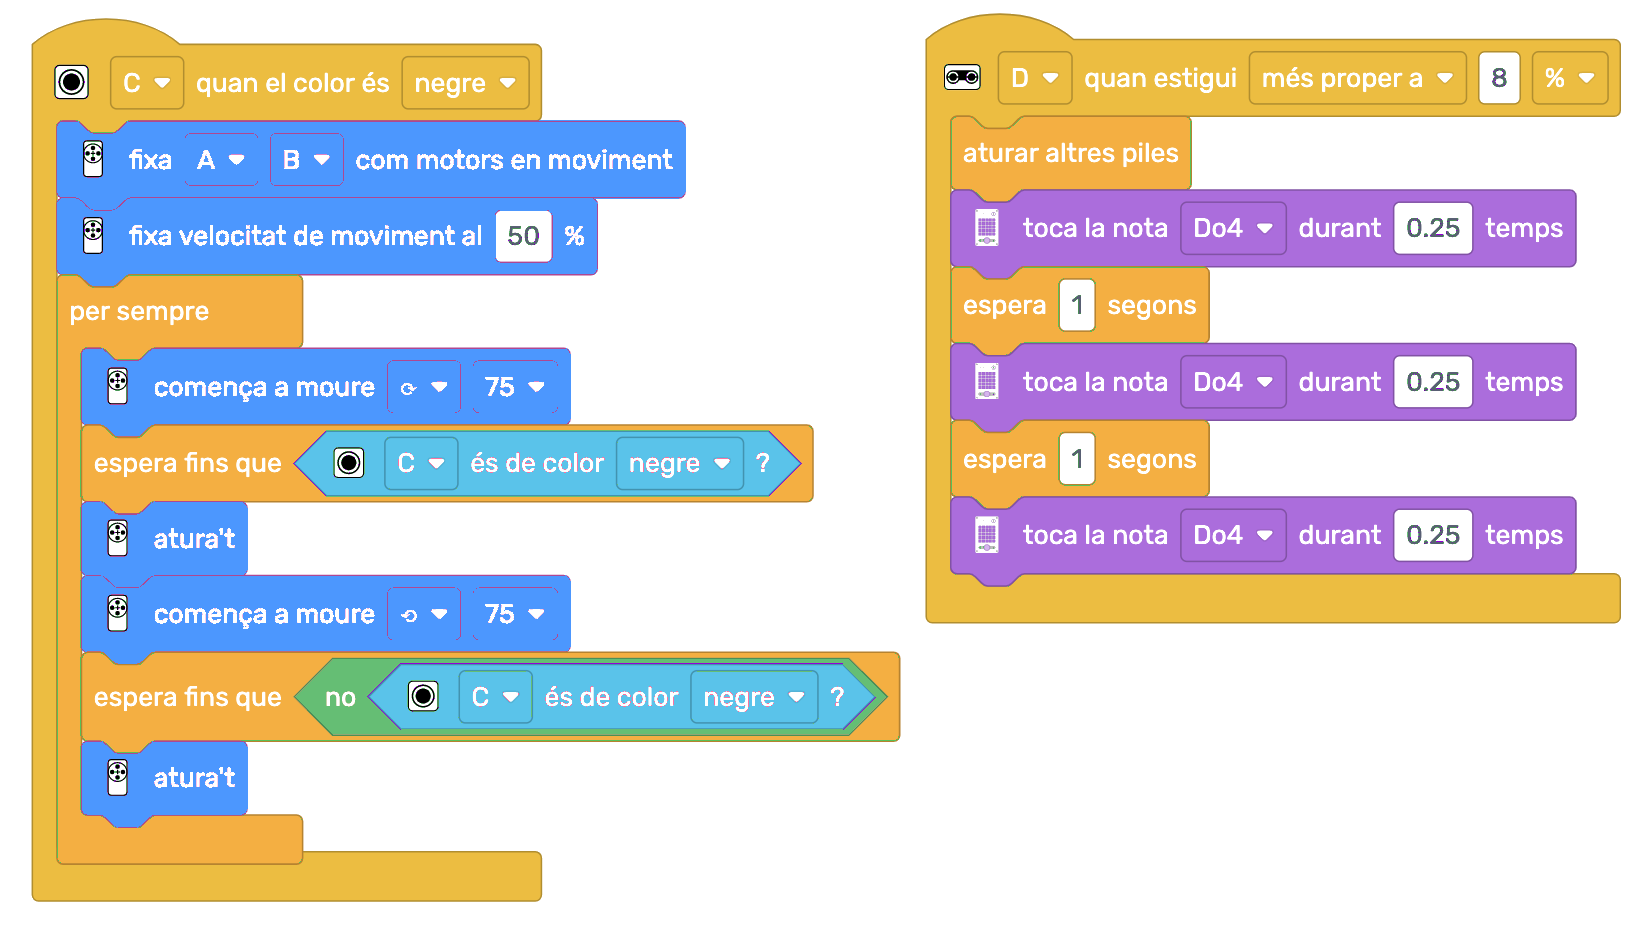 C quan el color és negre
fixa A B com motors en moviment
fixa velocitat de moviment al 50 %
per sempre
comença a moure 75
espera fins que C és de color negre ?
atura't
comença a moure 75
espera fins que no C és de color negre ?
atura't
D quan estigui més proper a 8 %
aturar altres piles
toca la nota Do4 durant 0.25 temps
espera 1 segons
toca la nota Do4 durant 0.25 temps
espera 1 segons
toca la nota Do4 durant 0.25 temps